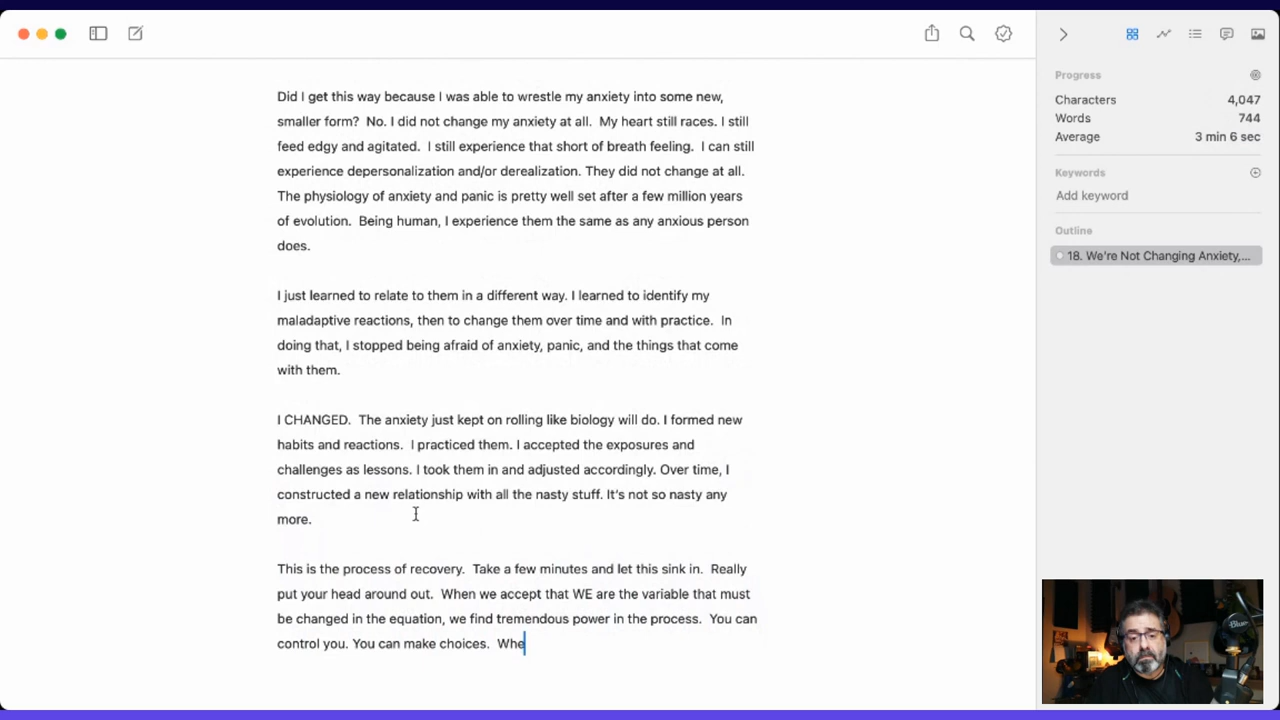 Did I get this way because I was able to wrestle my anxiety into some new,
smaller form?  No. I did not change my anxiety at all.  My heart still races. I still
feed edgy and agitated.  I still experience that short of breath feeling.  I can still
experience depersonalization and/or derealization. They did not change at all.
The physiology of anxiety and panic is pretty well set after a few million years
of evolution.  Being human, I experience them the same as any anxious person
does.
I just learned to relate to them in a different way. I learned to identify my
maladaptive reactions, then to change them over time and with practice.  In
doing that, I stopped being afraid of anxiety, panic, and the things that come
with them.
I CHANGED.  The anxiety just kept on rolling like biology will do. I formed new
habits and reactions.  I practiced them. I accepted the exposures and
challenges as lessons. I took them in and adjusted accordingly. Over time, I
constructed a new relationship with all the nasty stuff. It's not so nasty any
more.
This is the process of recovery.  Take a few minutes and let this sink in.  Really
put your head around out.  When we accept that WE are the variable that must
be changed in the equation, we find tremendous power in the process.  You can
control you. You can make choices.  Whe
Progress
Characters 4,047
Words 744
Average 3 min 6 sec
Keywords
Add keyword
Outline
18. We're Not Changing Anxiety,...
Blue